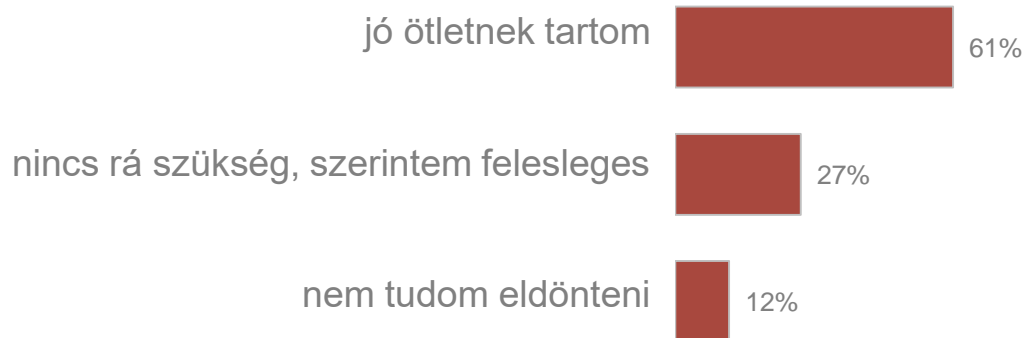 jó ötletnek tartom 61%
nincs rá szükség, szerintem felesleges 27%
nem tudom eldönteni 12%